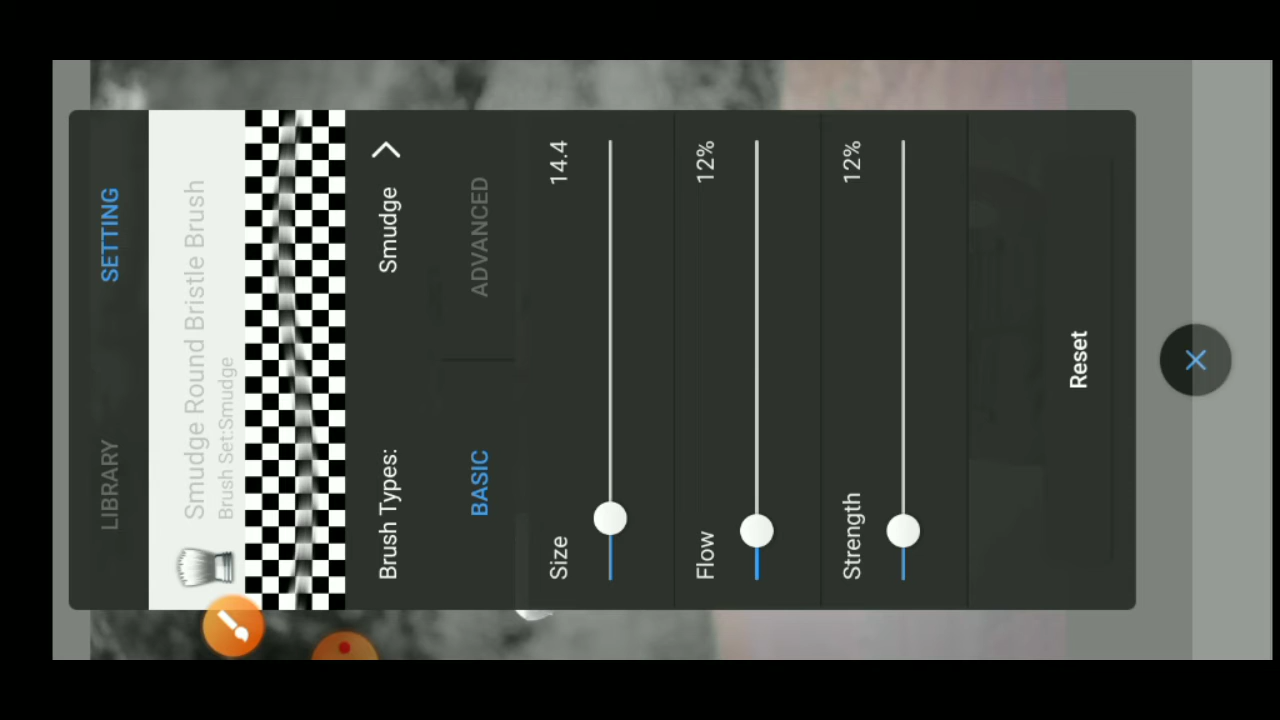 LIBRARY SETTING
Smudge Round Bristle Brush
Brush Set:Smudge
Brush Types: Smudge
BASIC ADVANCED
Size 14.4
Flow 12%
Strength 12%
Reset